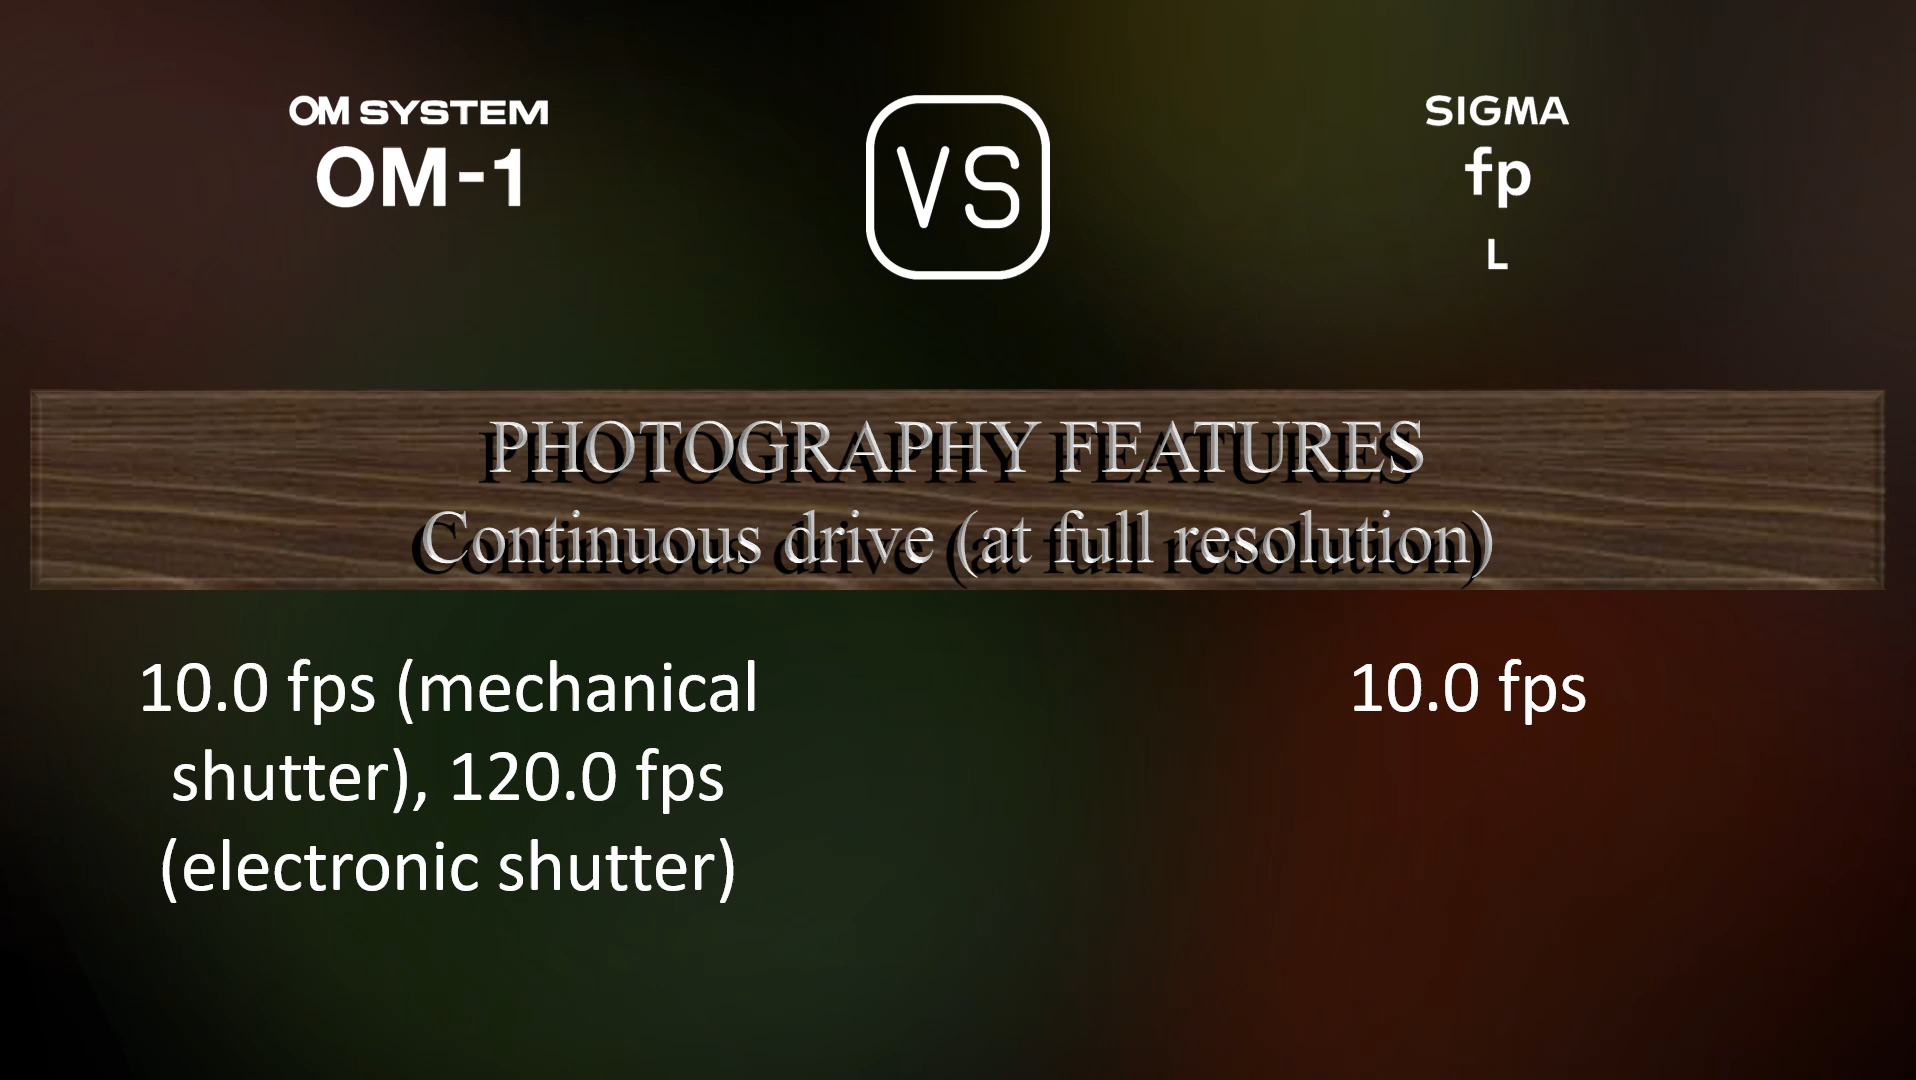 OM SYSTEM
OM-1
VS
SIGMA
fp
L
PHOTOGRAPHY FEATURES
Continuous drive (at full resolution)
10.0 fps (mechanical
shutter), 120.0 fps
(electronic shutter)
10.0 fps